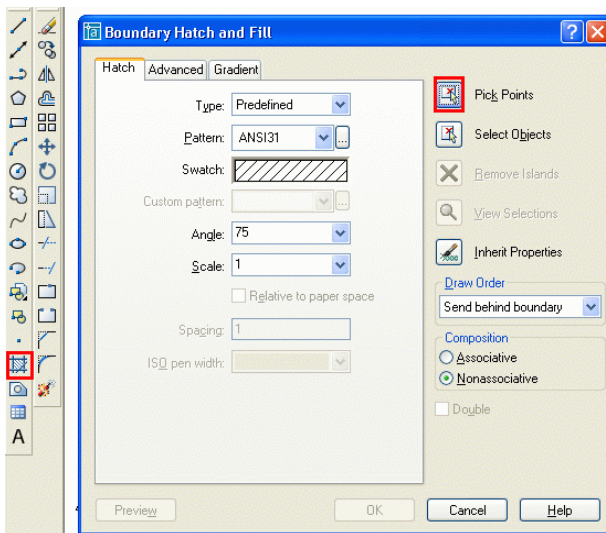 Boundary Hatch and Fill
Hatch Advanced Gradient
Type: Predefined
Pattern: ANSI31 ...
Swatch:
Custom pattern: ...
Angle: 75
Scale: 1
Relative to paper space
Spacing: 1
ISO pen width:
Pick Points
Select Objects
Remove Islands
View Selections
Inherit Properties
Draw Order
Send behind boundary
Composition
Associative
Nonassociative
Double
Preview OK Cancel Help
A